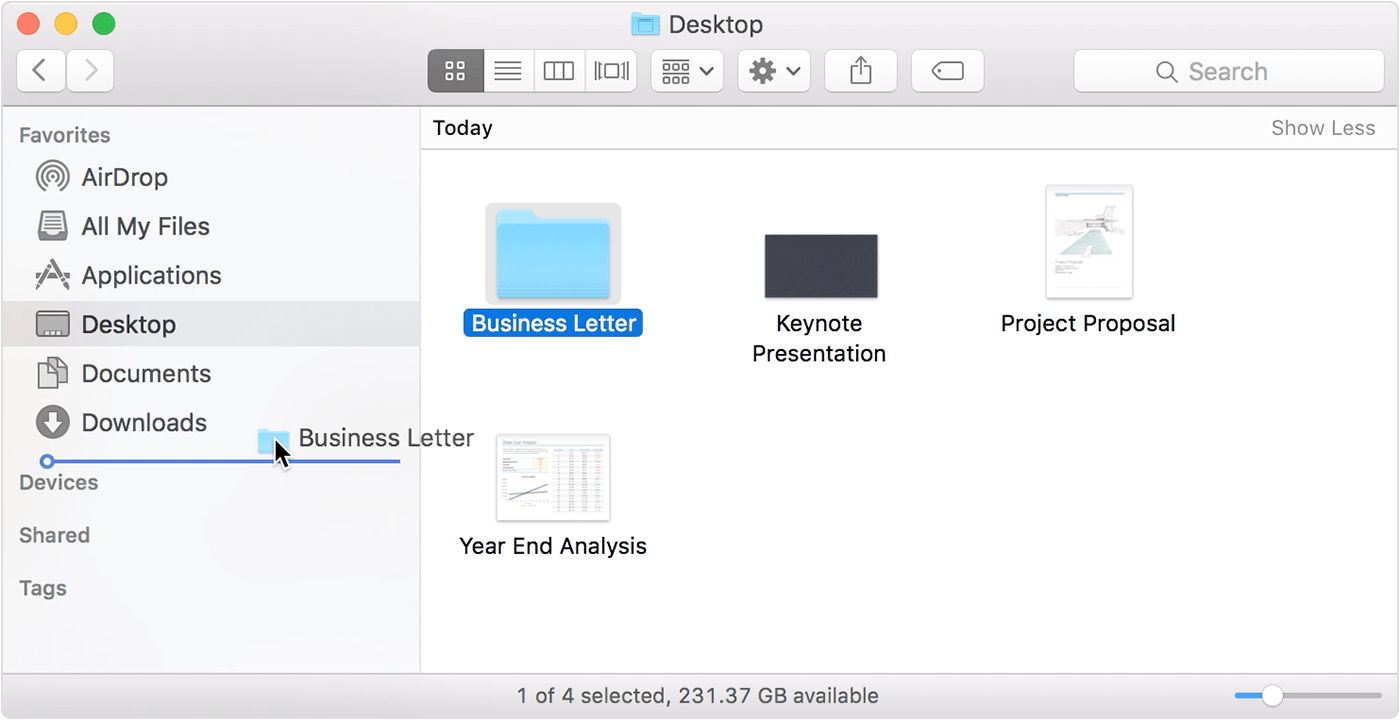 Desktop
Search
Favorites
AirDrop
All My Files
Applications
Desktop
Documents
Downloads
Business Letter
Devices
Shared
Tags
Today
Show Less
Business Letter
Keynote
Presentation
Project Proposal
Year End Analysis
1 of 4 selected, 231.37 GB available